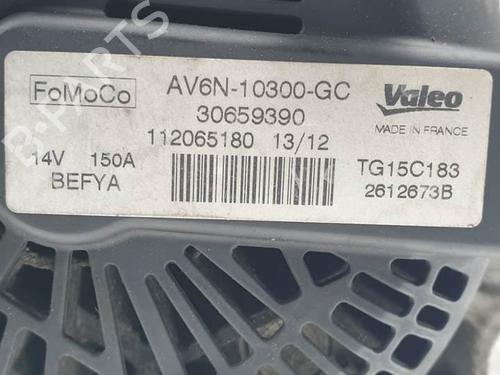 FoMoCo
AV6N-10300-GC
30659390
112065180 13/12
14V 150A
BEFYA
Valeo
MADE IN FRANCE
TG15C183
2612673B
B-PARTS